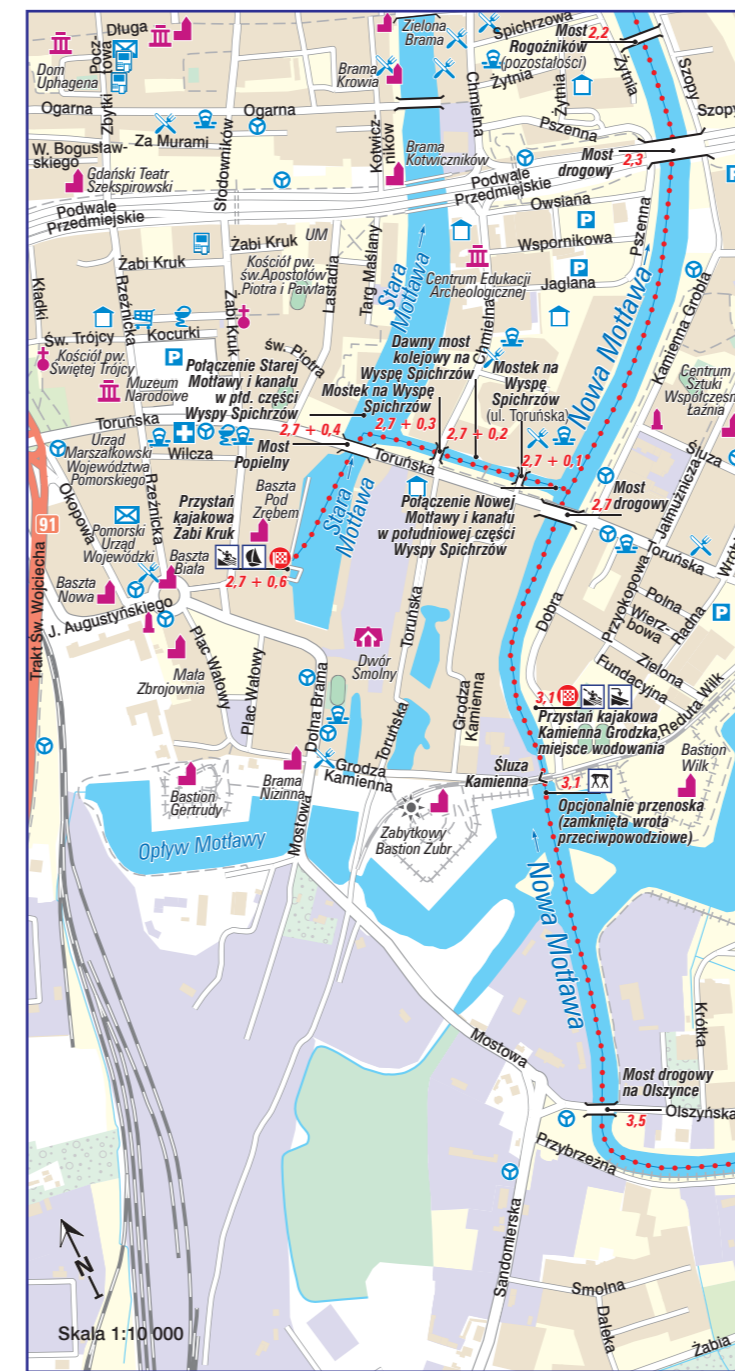 Długa
Pocz-
towa
Dom
Uphagena
Zbytki
Ogarna
Ogarna
Za Murami
W. Bogusław-
skiego
Gdański Teatr
Szekspirowski
Słodowników
Podwale
Przedmiejskie
Zielona
Brama
Brama
Krowia
Kotwicz-
ników
Brama
Kotwiczników
Chmielna
Spichrzowa
Żytnia
Żytnia
Żytnia
Most
Rogoźników
(pozostałości)
2,2
Szopy
Szopy
Pszenna
Most
drogowy
2,3
Podwale
Przedmiejskie
Owsiana
Wspornikowa
Pszenna
Jaglana
Żabi Kruk
UM
Kościół pw.
św.Apostołów
Piotra i Pawła
Żabi Kruk
Rzeźnicka
Kładki
Lastadia
Targ Maślany
Stara
Motława
Centrum Edukacji
Archeologicznej
Chmielna
Nowa Motława
Kamienna Grobla
Św. Trójcy
Kocurki
św. Piotra
Kościół pw.
Świętej Trójcy
Muzeum
Narodowe
Połączenie Starej
Motławy i kanału
w płd. części
Wyspy Spichrzów
Dawny most
kolejowy na
Wyspę Spichrzów
Mostek na Wyspę
Spichrzów
Mostek na
Wyspę
Spichrzów
(ul. Toruńska)
Centrum
Sztuki
Współczesnej
Łaźnia
Toruńska
2,7 + 0,4
2,7 + 0,3
2,7 + 0,2
2,7 + 0,1
Urząd
Marszałkowski
Województwa
Pomorskiego
Wilcza
Most
Popielny
Toruńska
Śluza
Jałmużnicza
2,7
Most
drogowy
Połączenie Nowej
Motławy i kanału
w południowej części
Wyspy Spichrzów
Okopowa
Rzeźnicka
91
Trakt Św. Wojciecha
Pomorski
Urząd
Wojewódzki
Przystań
kajakowa
Żabi Kruk
Baszta
Pod
Zrębem
Stara
Motława
2,7 + 0,6
Baszta
Biała
Baszta
Nowa
J. Augustyńskiego
Toruńska
Przyokopowa
Polna
Wierz-
bowa
Radna
Dobra
Zielona
Fundacyjna
Reduta Wilk
Mała
Zbrojownia
Plac Wałowy
Plac Wałowy
Dolna Brama
Dwór
Smolny
Toruńska
Toruńska
Grodza
Kamienna
3,1
Przystań kajakowa
Kamienna Grodzka,
miejsce wodowania
Bastion
Wilk
Śluza
Kamienna
3,1
Opcjonalnie przenoska
(zamknięta wrota
przeciwpowodziowe)
Bastion
Gertrudy
Brama
Nizinna
Grodza
Kamienna
Zabytkowy
Bastion Żubr
Opływ Motławy
Mostowa
Nowa Motława
Mostowa
Krótka
Most drogowy
na Olszynce
3,5
Olszyńska
Przybrzeżna
Sandomierska
Smolna
Daleka
Żabia
N
Skala 1:10 000